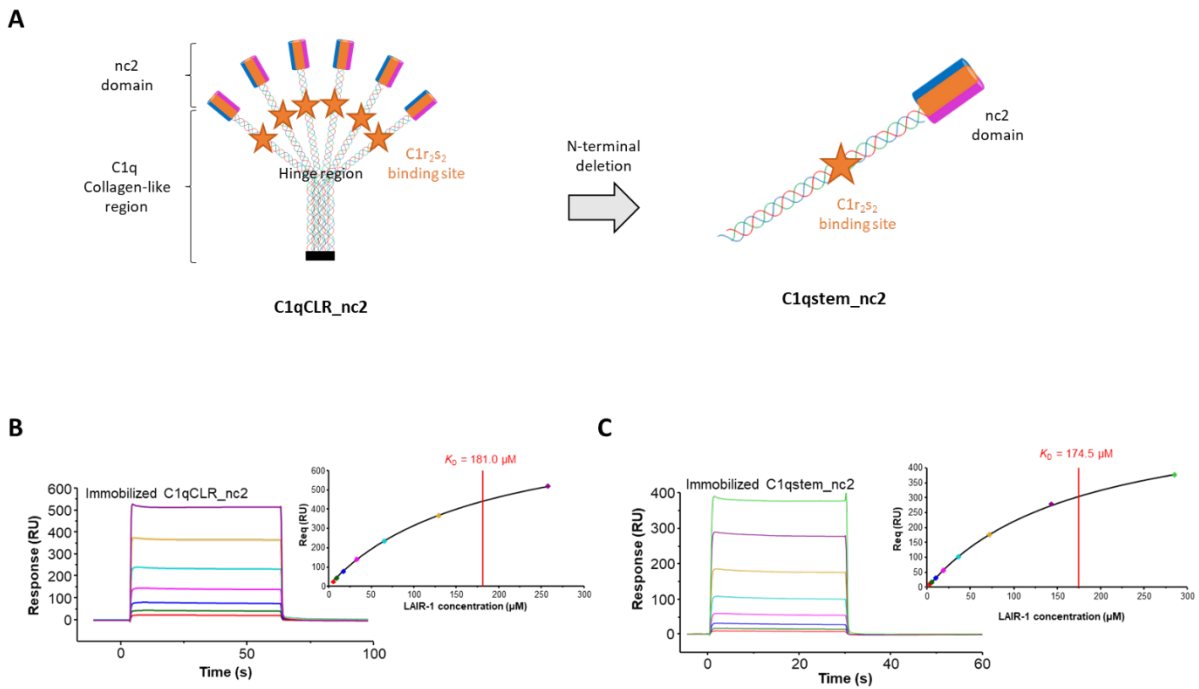 A
nc2
domain
C1q
Collagen-like
region
Hinge region
C1r₂s₂
binding site
C1qCLR_nc2
N-terminal
deletion
nc2
domain
C1r₂s₂
binding site
C1qstem_nc2
B
Immobilized C1qCLR_nc2
Response (RU)
600
500
400
300
200
100
0
0
50
100
Time (s)
K_D = 181.0 µM
Req (RU)
600
500
400
300
200
100
0
0
50
100
150
200
250
300
LAIR-1 concentration (µM)
C
Immobilized C1qstem_nc2
Response (RU)
400
300
200
100
0
0
20
40
60
Time (s)
K_D = 174.5 µM
Req (RU)
400
350
300
250
200
150
100
50
0
0
50
100
150
200
250
300
LAIR-1 concentration (µM)